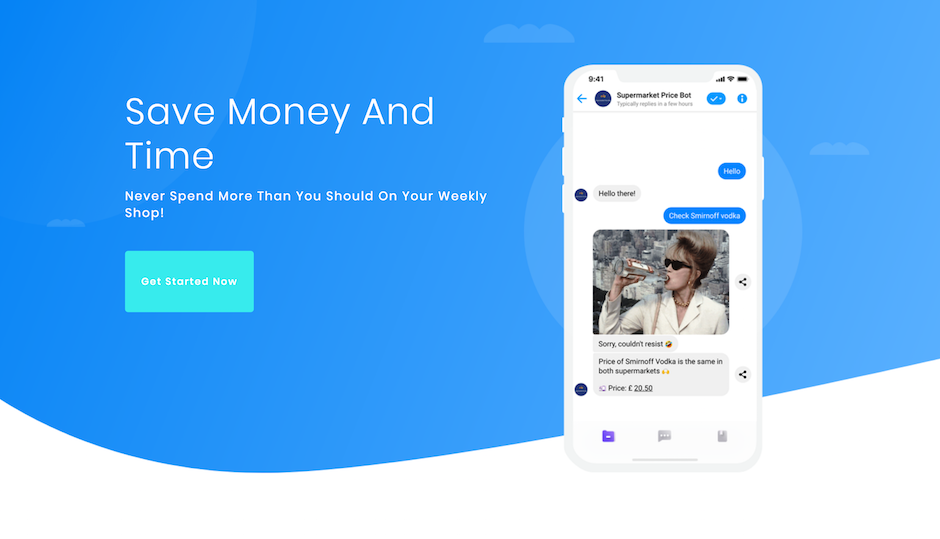 Save Money And
Time
Never Spend More Than You Should On Your Weekly
Shop!
Get Started Now
9:41
Supermarket Price Bot
Typically replies in a few hours
Hello
Hello there!
Check Smirnoff vodka
Sorry, couldn't resist 🤣
Price of Smirnoff Vodka is the same in
both supermarkets 🙌
Price: £ 20.50